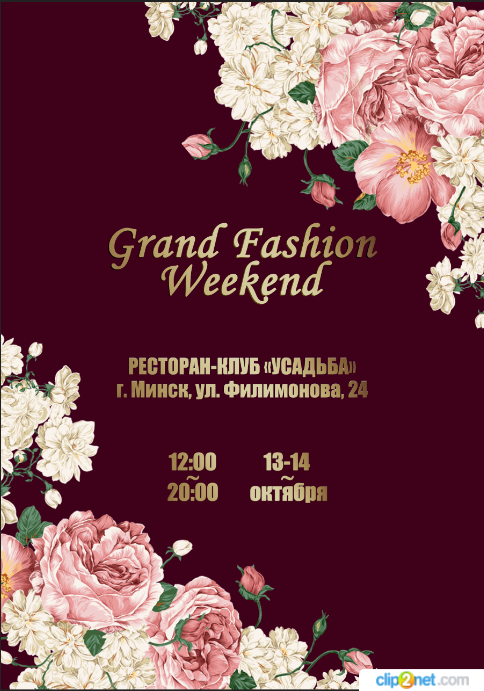 Grand Fashion
Weekend
РЕСТОРАН-КЛУБ «УСАДЬБА»
г. Минск, ул. Филимонова, 24
12:00 13-14
~ ~
20:00 октября
clip2net.com